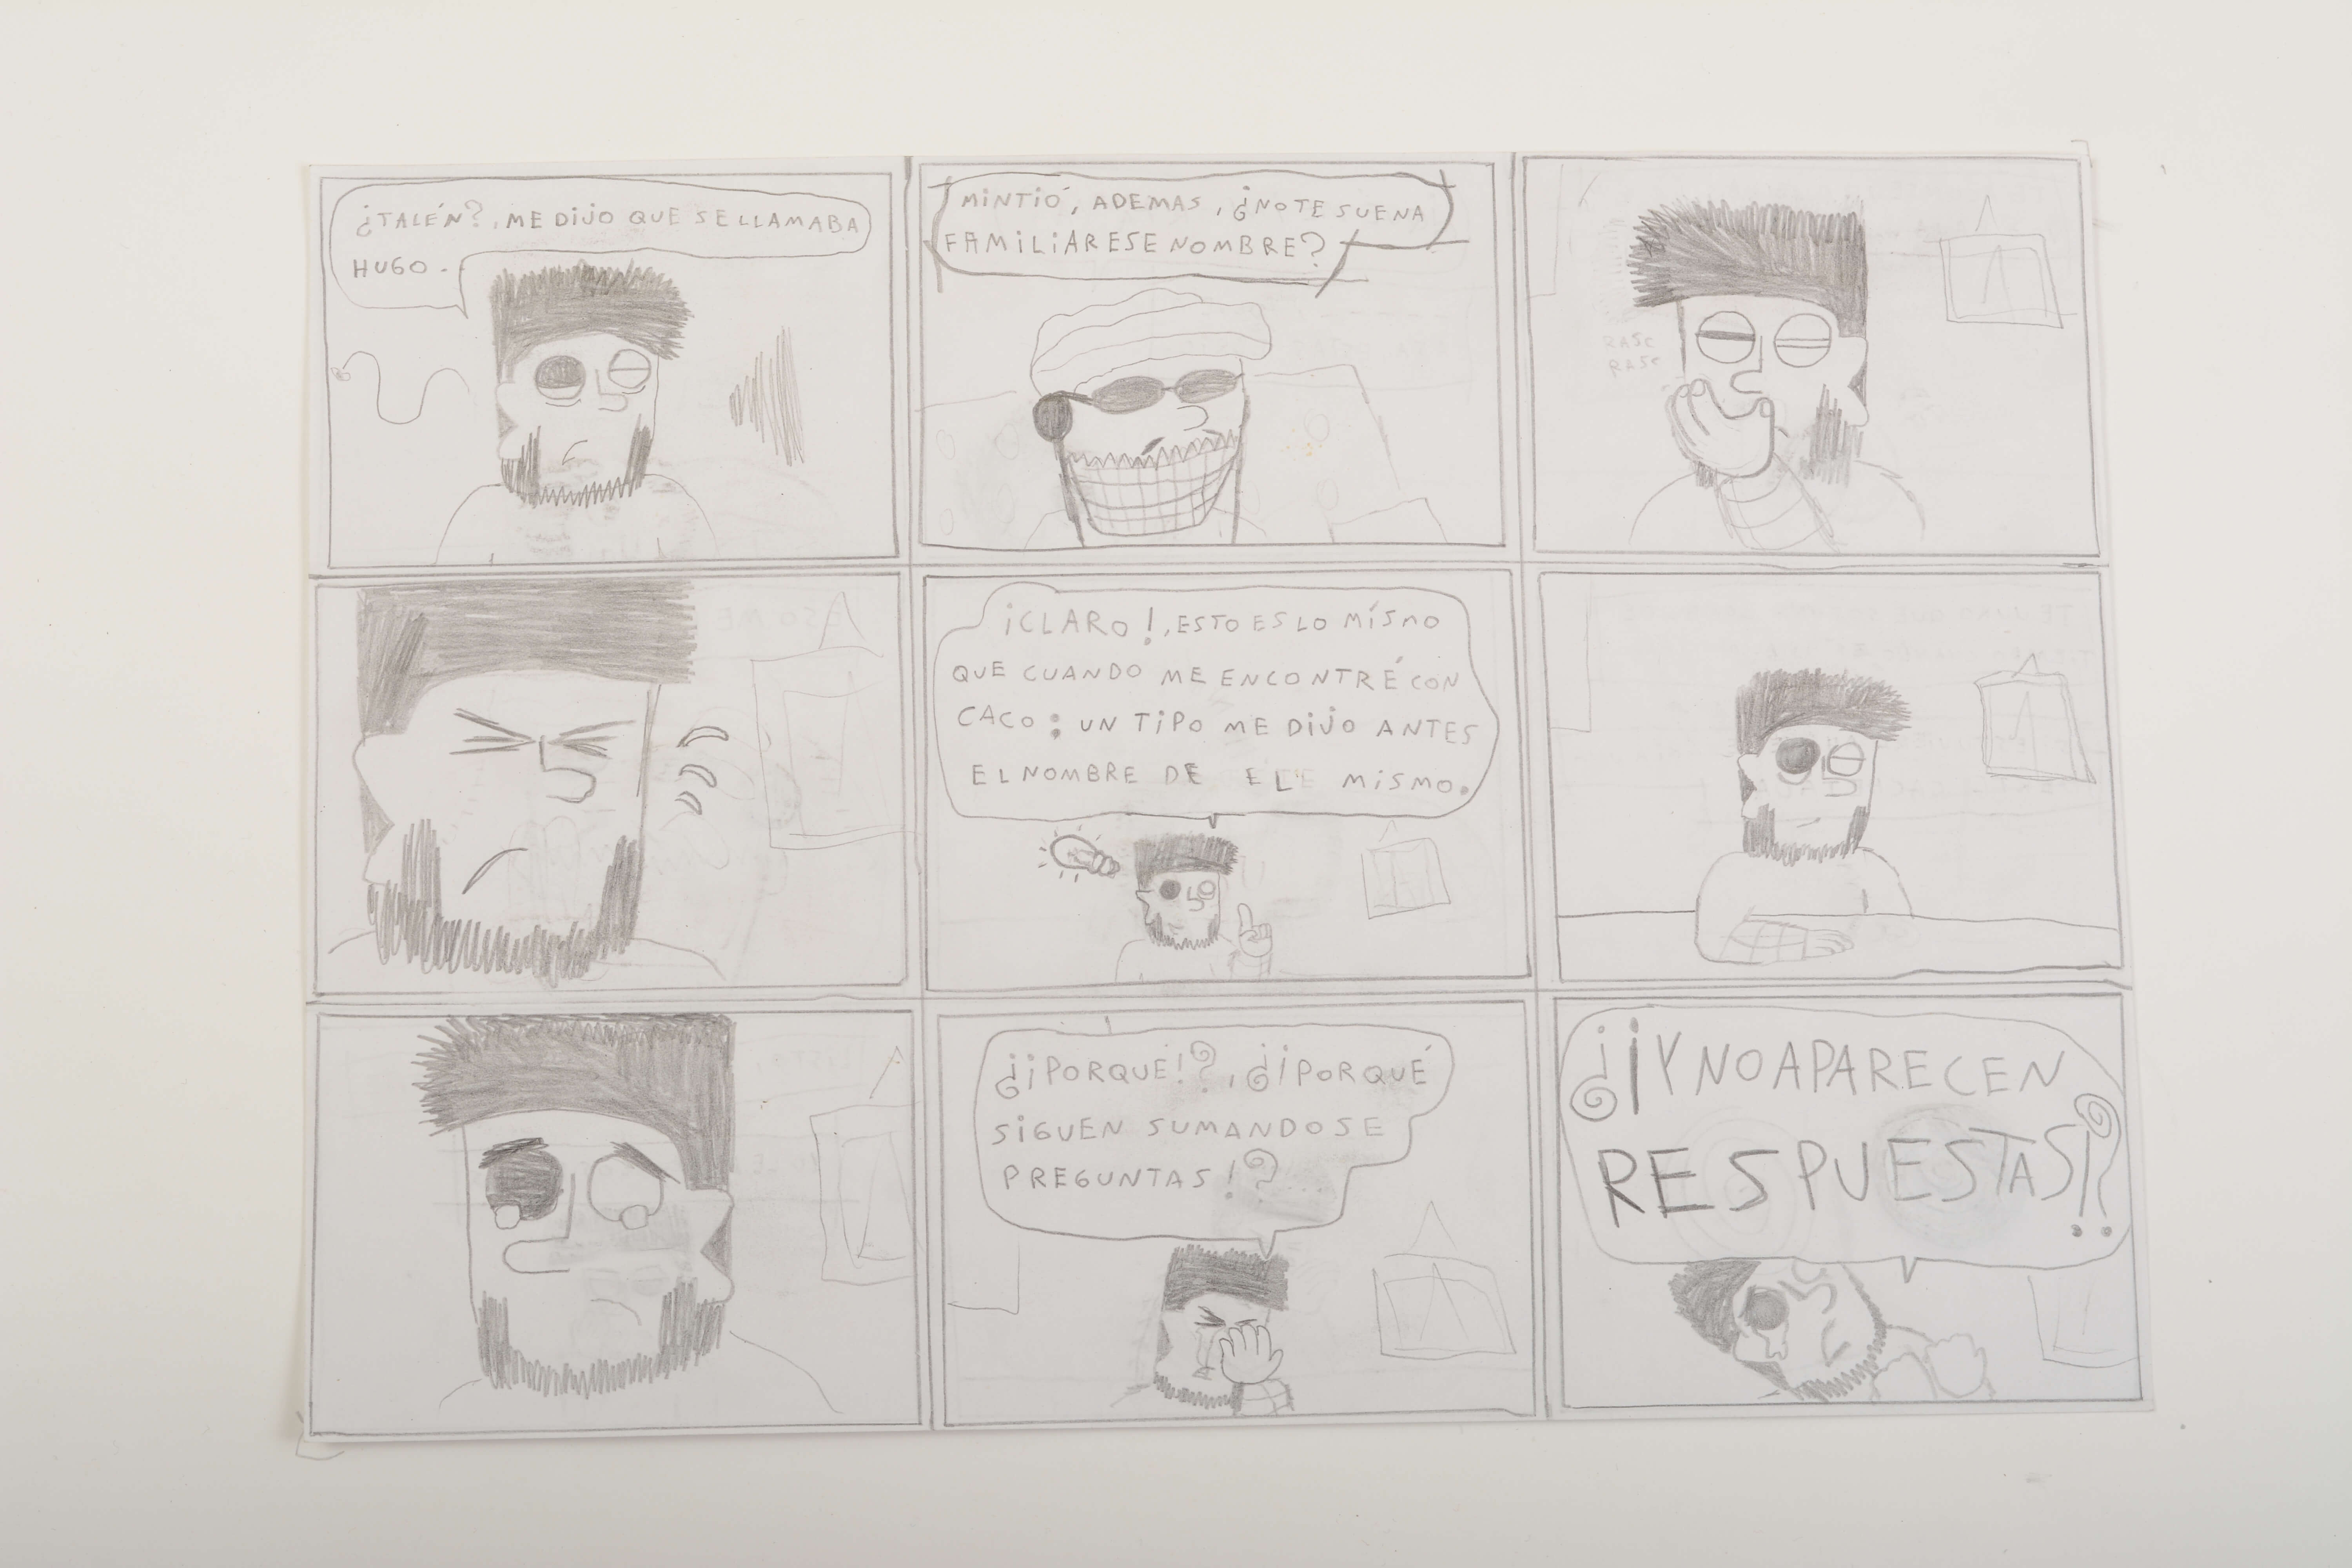 ¿TALÉN?, ME DIJO QUE SE LLAMABA
HUGO.
MINTIÓ, ADEMAS, ¿NO TE SUENA
FAMILIAR ESE NOMBRE?
RASC
RASC
¡CLARO!, ESTO ES LO MISMO
QUE CUANDO ME ENCONTRÉ CON
CACO: UN TIPO ME DIJO ANTES
EL NOMBRE DE EL MISMO.
¿¡PORQUÉ!?, ¿¡PORQUÉ
SIGUEN SUMANDOSE
PREGUNTAS!?
¿¡Y NO APARECEN
RESPUESTAS!?